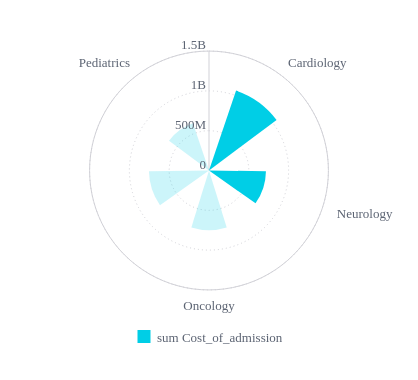 1.5B
Pediatrics
Cardiology
1B
500M
0
Neurology
Oncology
sum Cost_of_admission